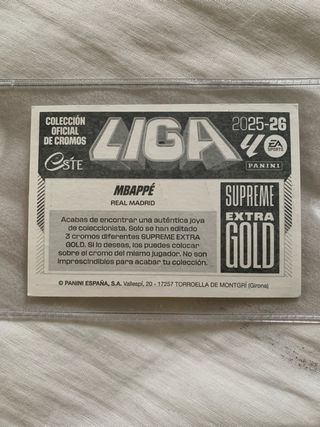 COLECCIÓN
OFICIAL
DE CROMOS
ESTE
LIGA
2025-26
EA
SPORTS
PANINI
MBAPPÉ
REAL MADRID
Acabas de encontrar una auténtica joya
de coleccionista. Solo se han editado
3 cromos diferentes SUPREME EXTRA
GOLD. Si lo deseas, los puedes colocar
sobre el cromo del mismo jugador. No son
imprescindibles para acabar tu colección.
SUPREME
EXTRA
GOLD
© PANINI ESPAÑA, S.A. Vallespí, 20 - 17257 TORROELLA DE MONTGRÍ (Girona)